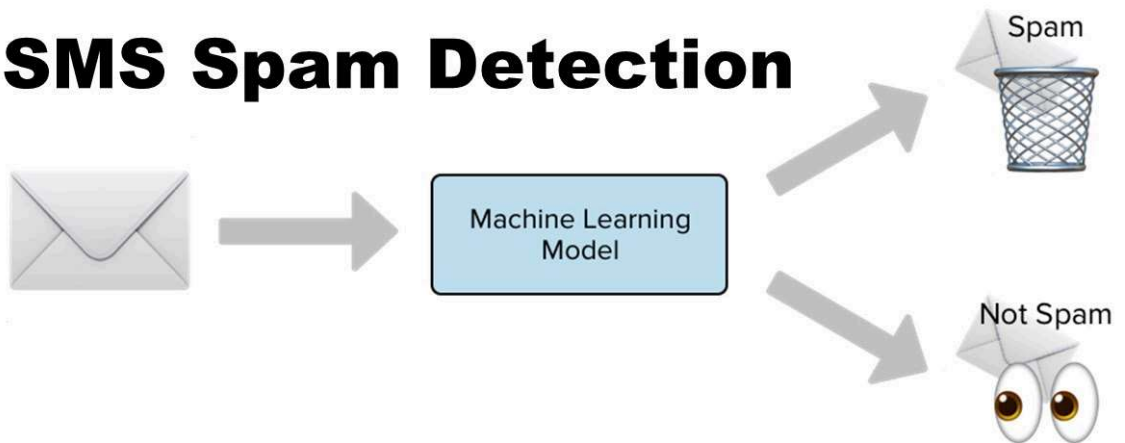 SMS Spam Detection
Spam
Machine Learning
Model
Not Spam